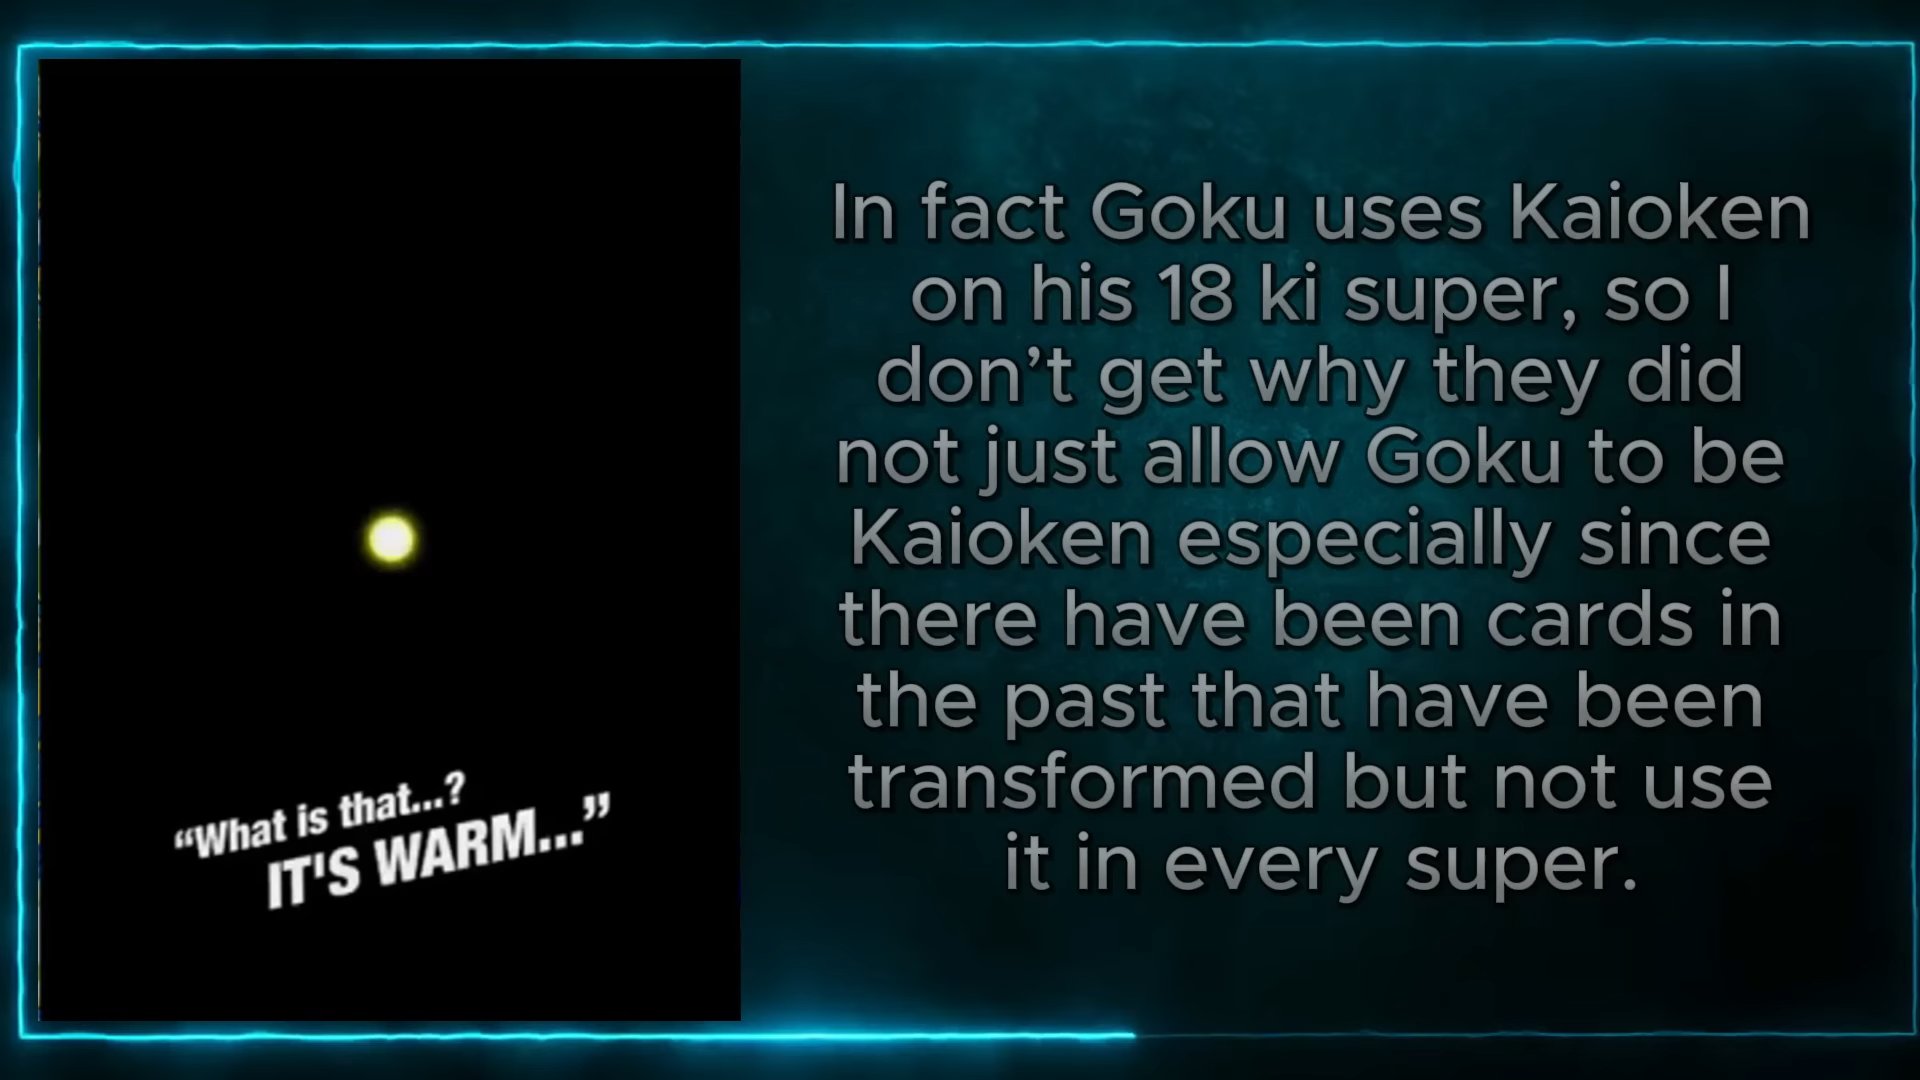 “What is that...?
IT'S WARM...”
In fact Goku uses Kaioken
on his 18 ki super, so I
don’t get why they did
not just allow Goku to be
Kaioken especially since
there have been cards in
the past that have been
transformed but not use
it in every super.